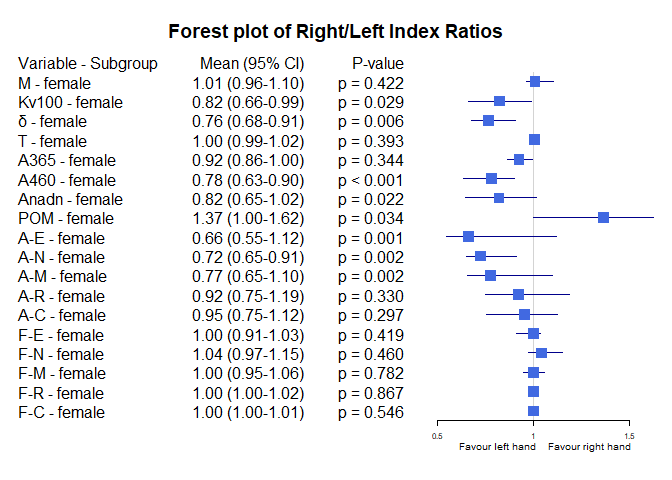 Forest plot of Right/Left Index Ratios
Variable - Subgroup Mean (95% CI) P-value
M - female 1.01 (0.96-1.10) p = 0.422
Kv100 - female 0.82 (0.66-0.99) p = 0.029
δ - female 0.76 (0.68-0.91) p = 0.006
T - female 1.00 (0.99-1.02) p = 0.393
A365 - female 0.92 (0.86-1.00) p = 0.344
A460 - female 0.78 (0.63-0.90) p < 0.001
Anadn - female 0.82 (0.65-1.02) p = 0.022
POM - female 1.37 (1.00-1.62) p = 0.034
A-E - female 0.66 (0.55-1.12) p = 0.001
A-N - female 0.72 (0.65-0.91) p = 0.002
A-M - female 0.77 (0.65-1.10) p = 0.002
A-R - female 0.92 (0.75-1.19) p = 0.330
A-C - female 0.95 (0.75-1.12) p = 0.297
F-E - female 1.00 (0.91-1.03) p = 0.419
F-N - female 1.04 (0.97-1.15) p = 0.460
F-M - female 1.00 (0.95-1.06) p = 0.782
F-R - female 1.00 (1.00-1.02) p = 0.867
F-C - female 1.00 (1.00-1.01) p = 0.546
0.5 1 1.5
Favour left hand Favour right hand